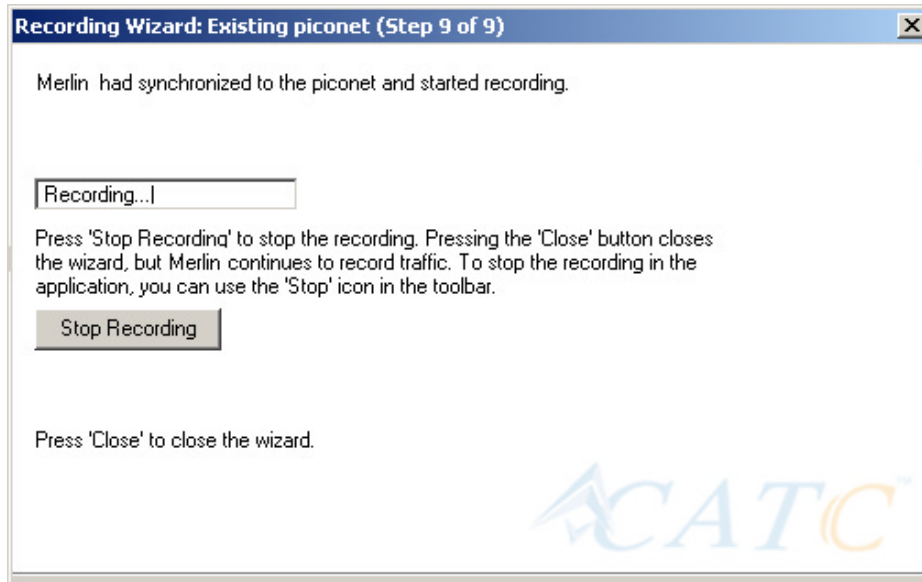 Recording Wizard: Existing piconet (Step 9 of 9)
Merlin had synchronized to the piconet and started recording.
Recording...
Press 'Stop Recording' to stop the recording. Pressing the 'Close' button closes
the wizard, but Merlin continues to record traffic. To stop the recording in the
application, you can use the 'Stop' icon in the toolbar.
Stop Recording
Press 'Close' to close the wizard.
CATC™